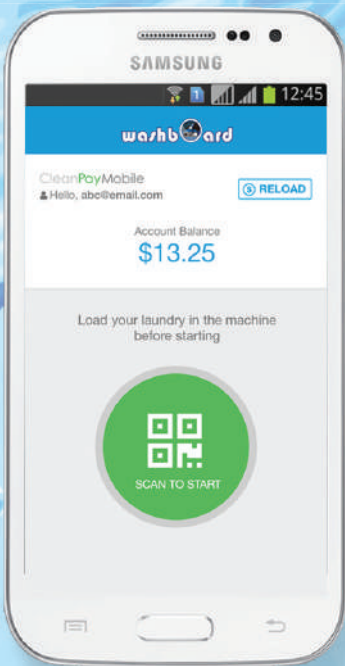 SAMSUNG
1 12:45
washboard
CleanPayMobile
Hello, abc@email.com
$ RELOAD
Account Balance
$13.25
Load your laundry in the machine
before starting
SCAN TO START